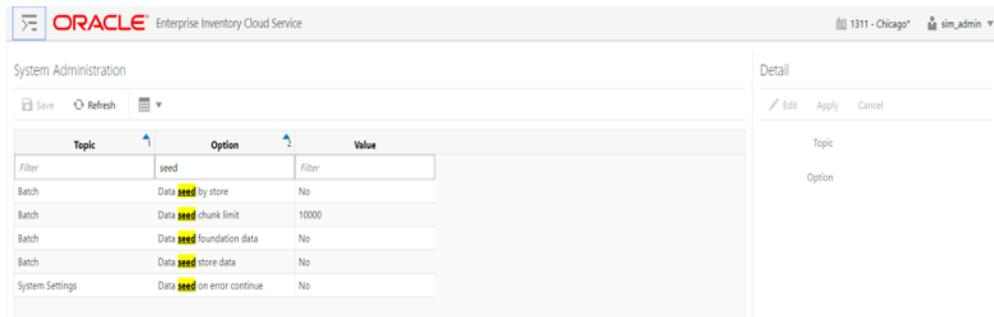 ORACLE® Enterprise Inventory Cloud Service 1311 - Chicago* sim_admin
System Administration
Save Refresh
Topic 1 Option 2 Value
Filter seed Filter
Batch Data seed by store No
Batch Data seed chunk limit 10000
Batch Data seed foundation data No
Batch Data seed store data No
System Settings Data seed on error continue No
Detail
Edit Apply Cancel
Topic
Option